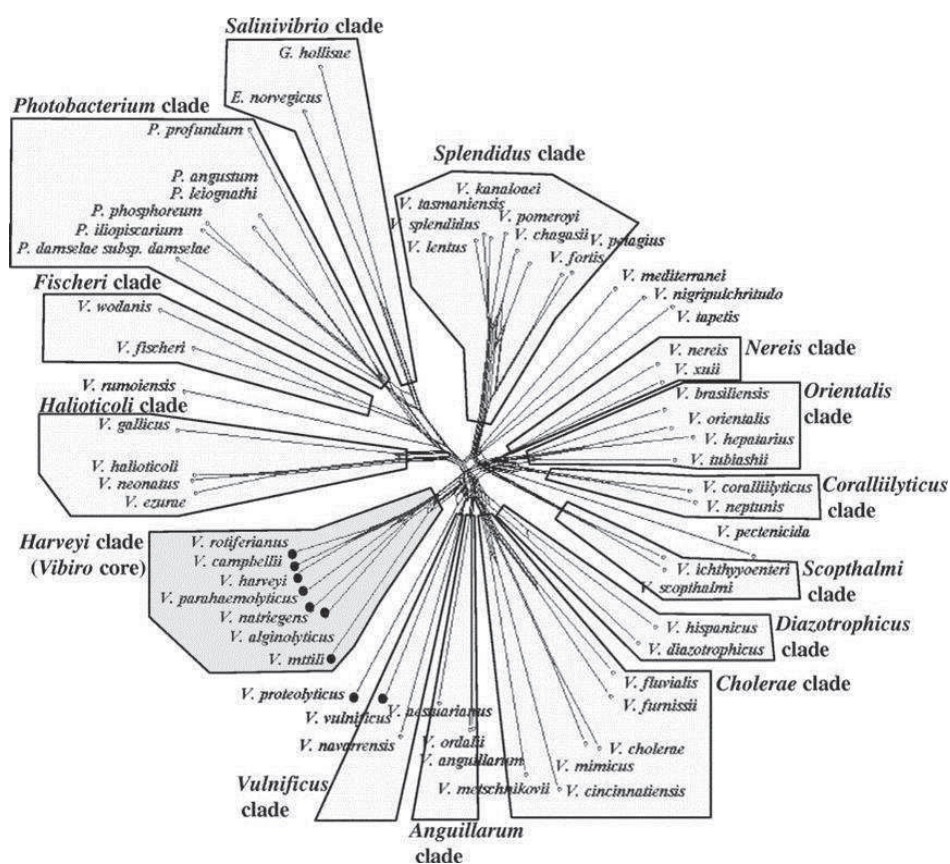 Salinivibrio clade
G. hollisae
E. norvegicus
Photobacterium clade
P. profundum
P. angustum
P. leiognathi
P. phosphoreum
P. iliopiscarium
P. damselae subsp. damselae
Splendidus clade
V. kanaloaei
V. tasmaniensis
V. pomeroyi
V splendidus
V. chagasii
V. pelagius
V. lentus
V. fortis
Fischeri clade
V. wodanis
V. fischeri
V. rumoiensis
V. mediterranei
V. nigripulchritudo
V. tapetis
Nereis clade
V. nereis
V. xuii
Orientalis
clade
V. brasiliensis
V. orientalis
V. hepatarius
V. tubiashii
Halioticoli clade
V. gallicus
V. halioticoli
V. neonatus
V. ezurae
Coralliilyticus
clade
V. coralliilyticus
V. neptunis
V. pectenicida
Harveyi clade
(Vibiro core)
V. rotiferianus
V. campbellii
V. harveyi
V. parahaemolyticus
V. natriegens
V. alginolyticus
V. mttili
Scopthalmi
clade
V. ichthyyoenteri
V. scopthalmi
Diazotrophicus
clade
V. hispanicus
V. diazotrophicus
Cholerae clade
V. fluvialis
V. furnissii
V. cholerae
V. mimicus
V. cincinnatiensis
V. metschnikovii
V. proteolyticus
V. vulnificus
V. aestuarianus
V. navarrensis
V. ordalii
V. anguillarum
Vulnificus
clade
Anguillarum
clade